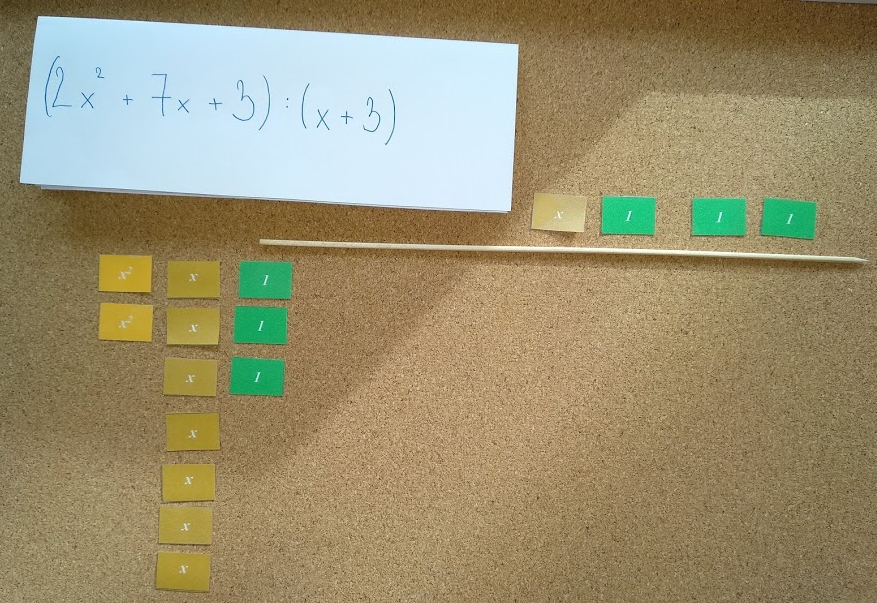 (2x² + 7x + 3) : (x + 3)
x 1 1 1
x² x 1
x² x 1
x 1
x
x
x
x